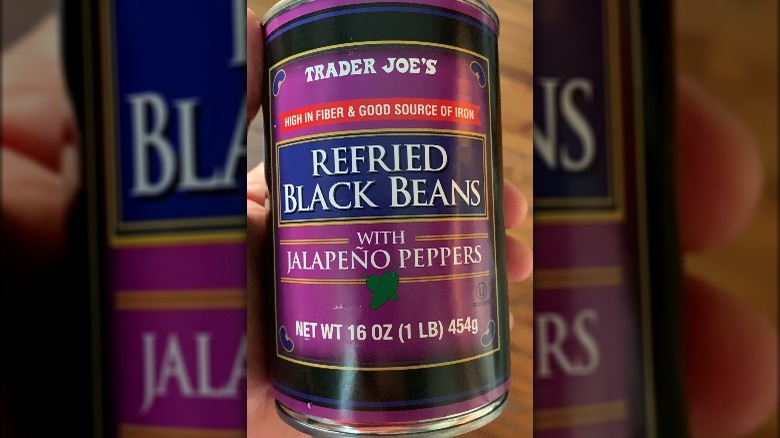 TRADER JOE'S
HIGH IN FIBER & GOOD SOURCE OF IRON
REFRIED
BLACK BEANS
WITH
JALAPEÑO PEPPERS
NET WT 16 OZ (1 LB) 454g